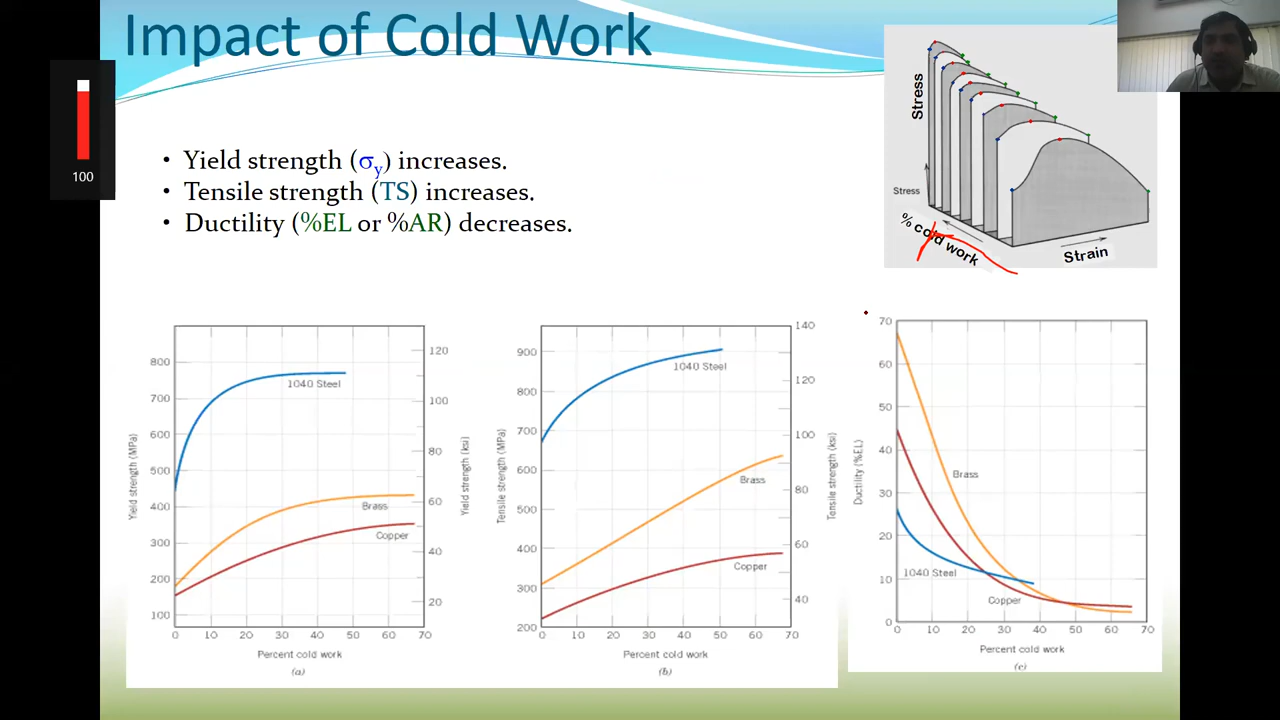 Impact of Cold Work
100
• Yield strength (σy) increases.
• Tensile strength (TS) increases.
• Ductility (%EL or %AR) decreases.
Stress
Stress
% cold work
Strain
800
700
600
500
400
300
200
100
Yield strength (MPa)
120
100
80
60
40
20
Yield strength (ksi)
1040 Steel
Brass
Copper
0 10 20 30 40 50 60 70
Percent cold work
(a)
900
800
700
600
500
400
300
200
Tensile strength (MPa)
140
120
100
80
60
40
Tensile strength (ksi)
1040 Steel
Brass
Copper
0 10 20 30 40 50 60 70
Percent cold work
(b)
70
60
50
40
30
20
10
0
Ductility (%EL)
Brass
1040 Steel
Copper
0 10 20 30 40 50 60 70
Percent cold work
(c)